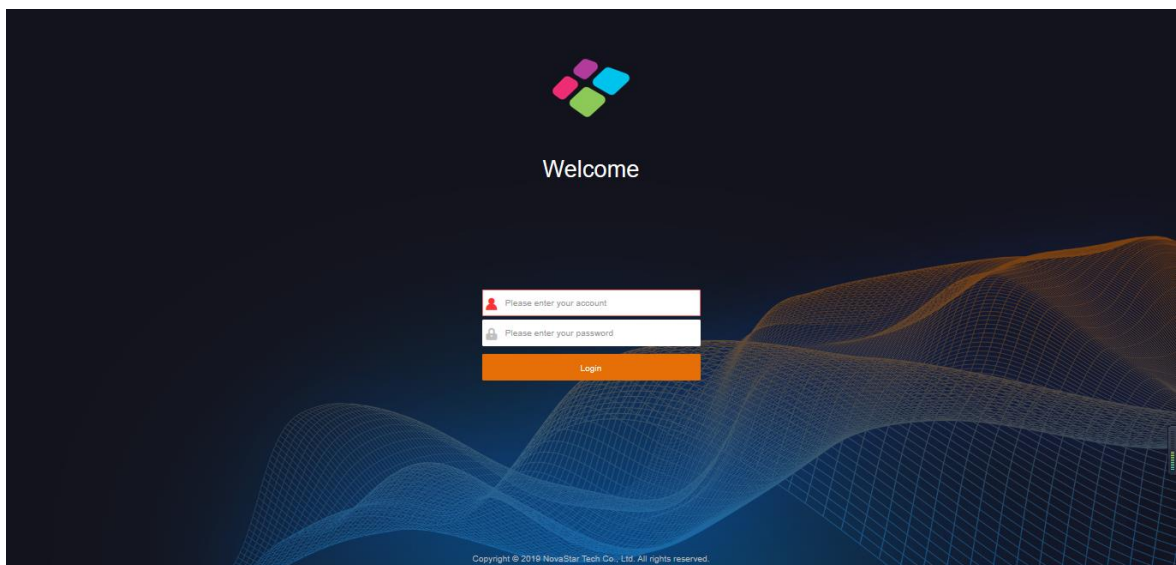 Welcome
Please enter your account
Please enter your password
Login
Copyright © 2019 NovaStar Tech Co., Ltd. All rights reserved.